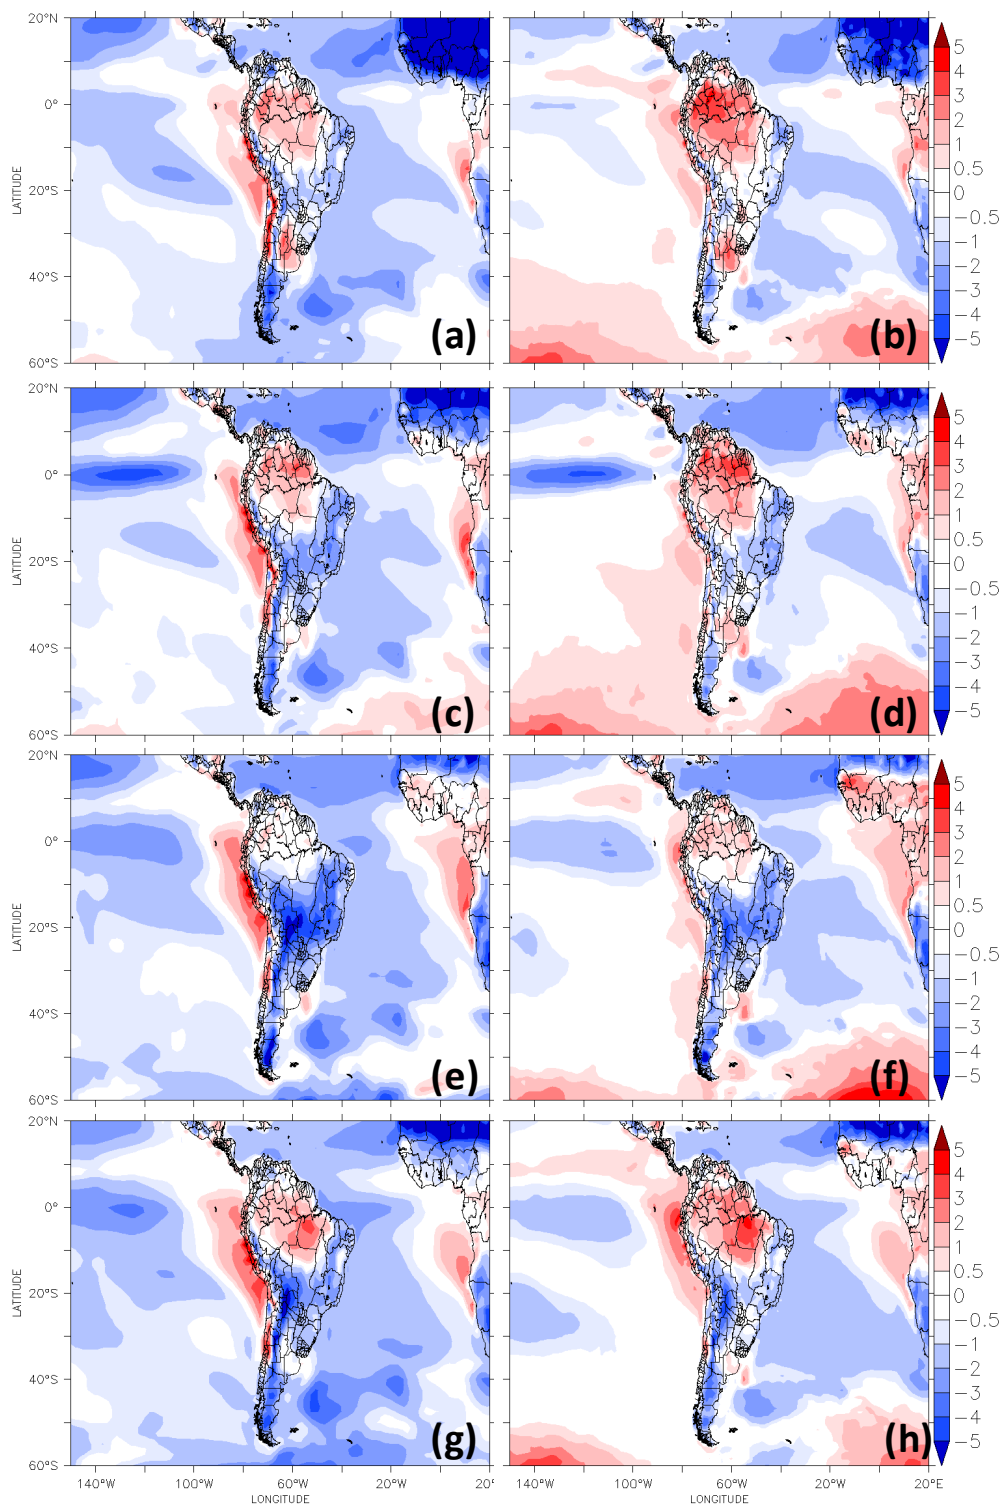 20°N
0°
20°S
40°S
60°S
LATITUDE
(a)
(b)
5
4
3
2
1
0.5
0
−0.5
−1
−2
−3
−4
−5
20°N
0°
20°S
40°S
60°S
LATITUDE
(c)
(d)
5
4
3
2
1
0.5
0
−0.5
−1
−2
−3
−4
−5
20°N
0°
20°S
40°S
60°S
LATITUDE
(e)
(f)
5
4
3
2
1
0.5
0
−0.5
−1
−2
−3
−4
−5
20°N
0°
20°S
40°S
60°S
LATITUDE
(g)
(h)
5
4
3
2
1
0.5
0
−0.5
−1
−2
−3
−4
−5
140°W 100°W 60°W 20°W 20°
140°W 100°W 60°W 20°W 20°E
LONGITUDE LONGITUDE